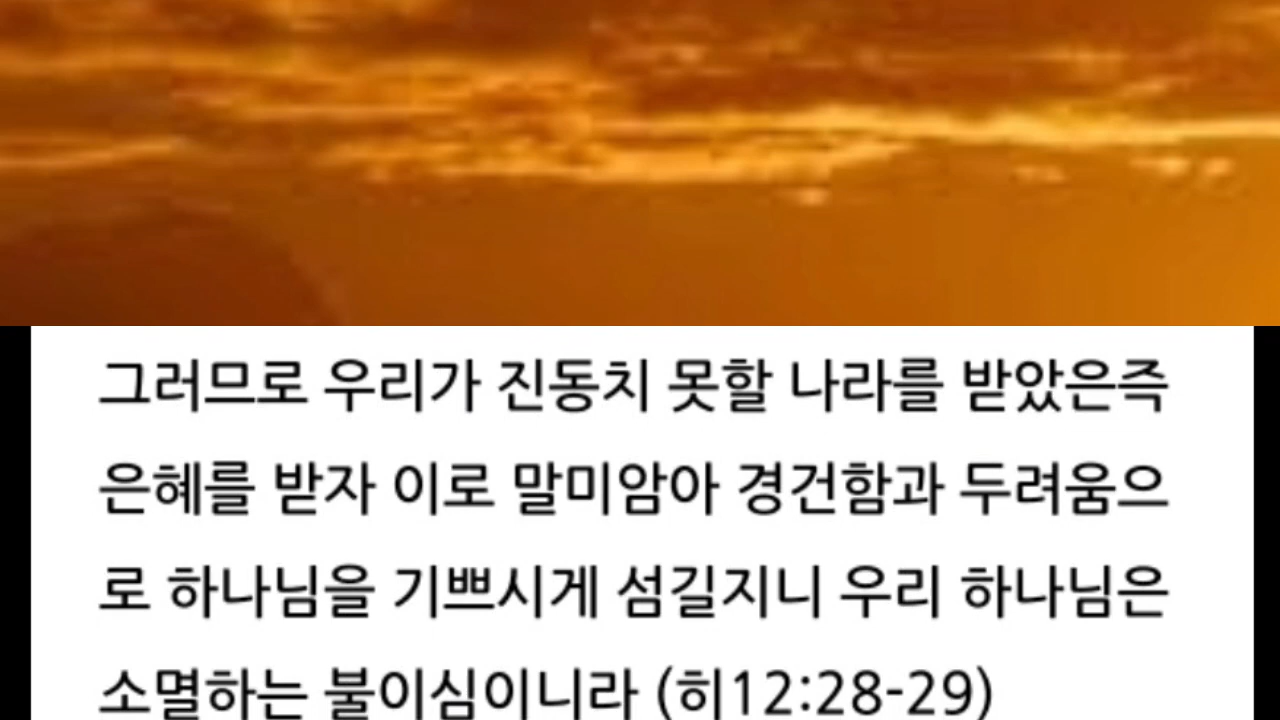 그러므로 우리가 진동치 못할 나라를 받았은즉
은혜를 받자 이로 말미암아 경건함과 두려움으
로 하나님을 기쁘시게 섬길지니 우리 하나님은
소멸하는 불이심이니라 (히12:28-29)